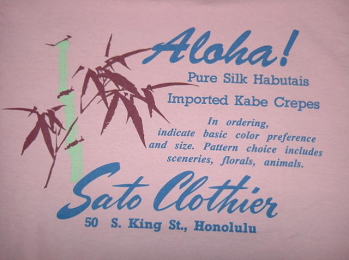 Aloha!
Pure Silk Habutais
Imported Kabe Crepes
In ordering,
indicate basic color preference
and size. Pattern choice includes
sceneries, florals, animals.
Sato Clothier
50 S. King St., Honolulu